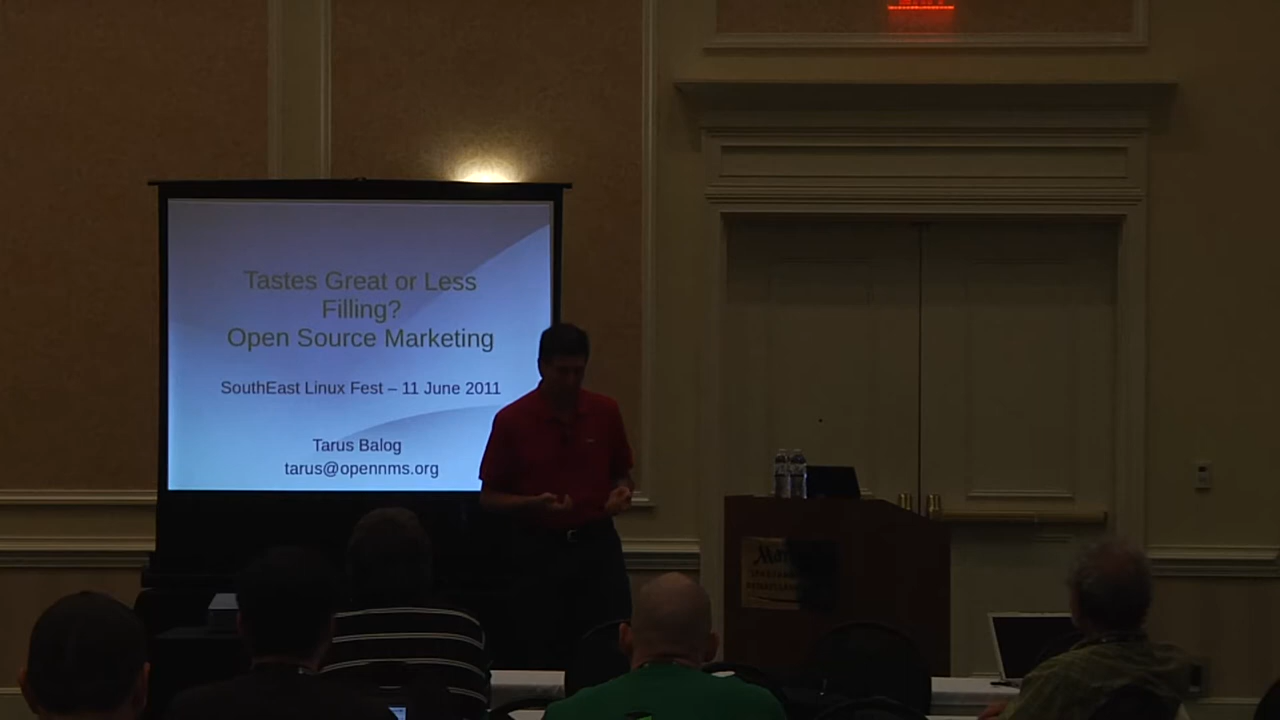 Tastes Great or Less
Filling?
Open Source Marketing
SouthEast Linux Fest – 11 June 2011
Tarus Balog
tarus@opennms.org